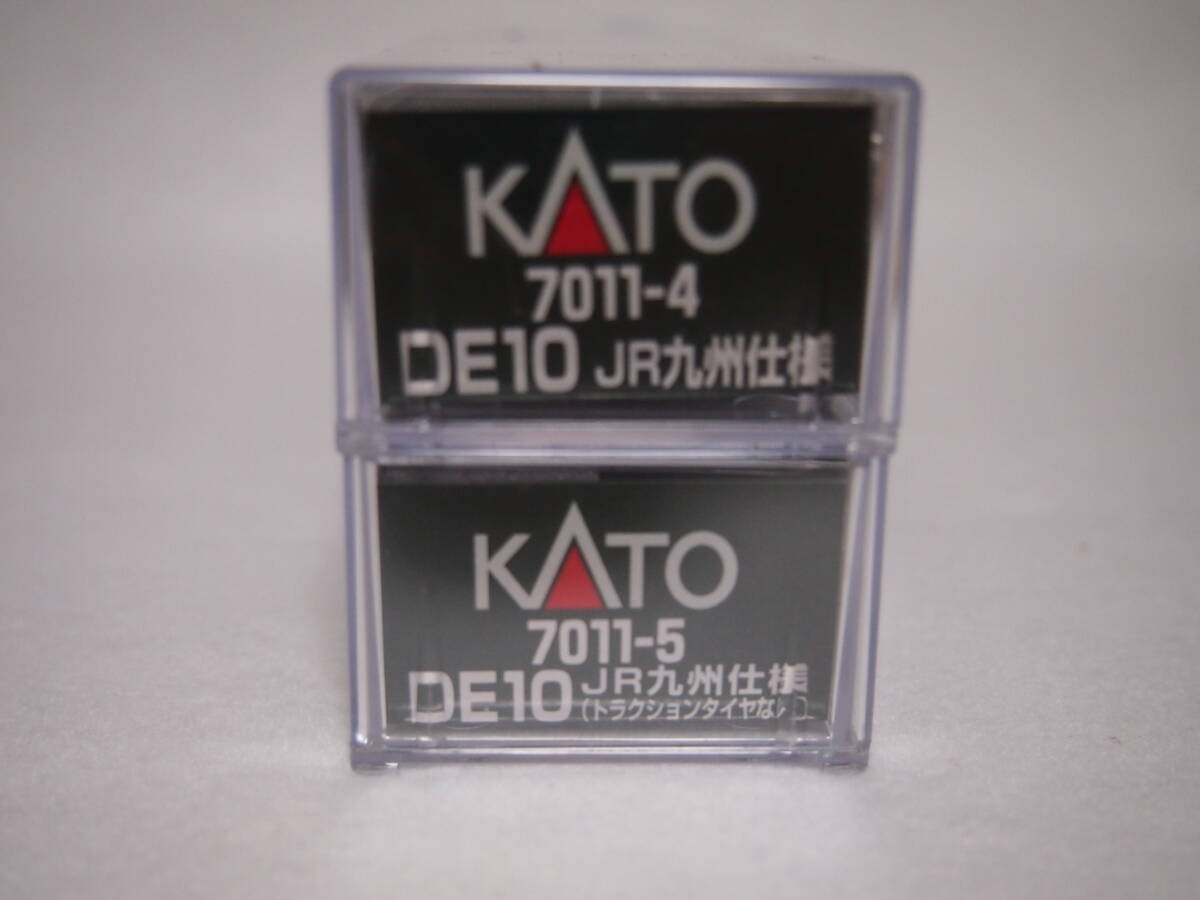 KATO
7011-4
DE10 JR九州仕様
KATO
7011-5
DE10 JR九州仕様
(トラクションタイヤなし)